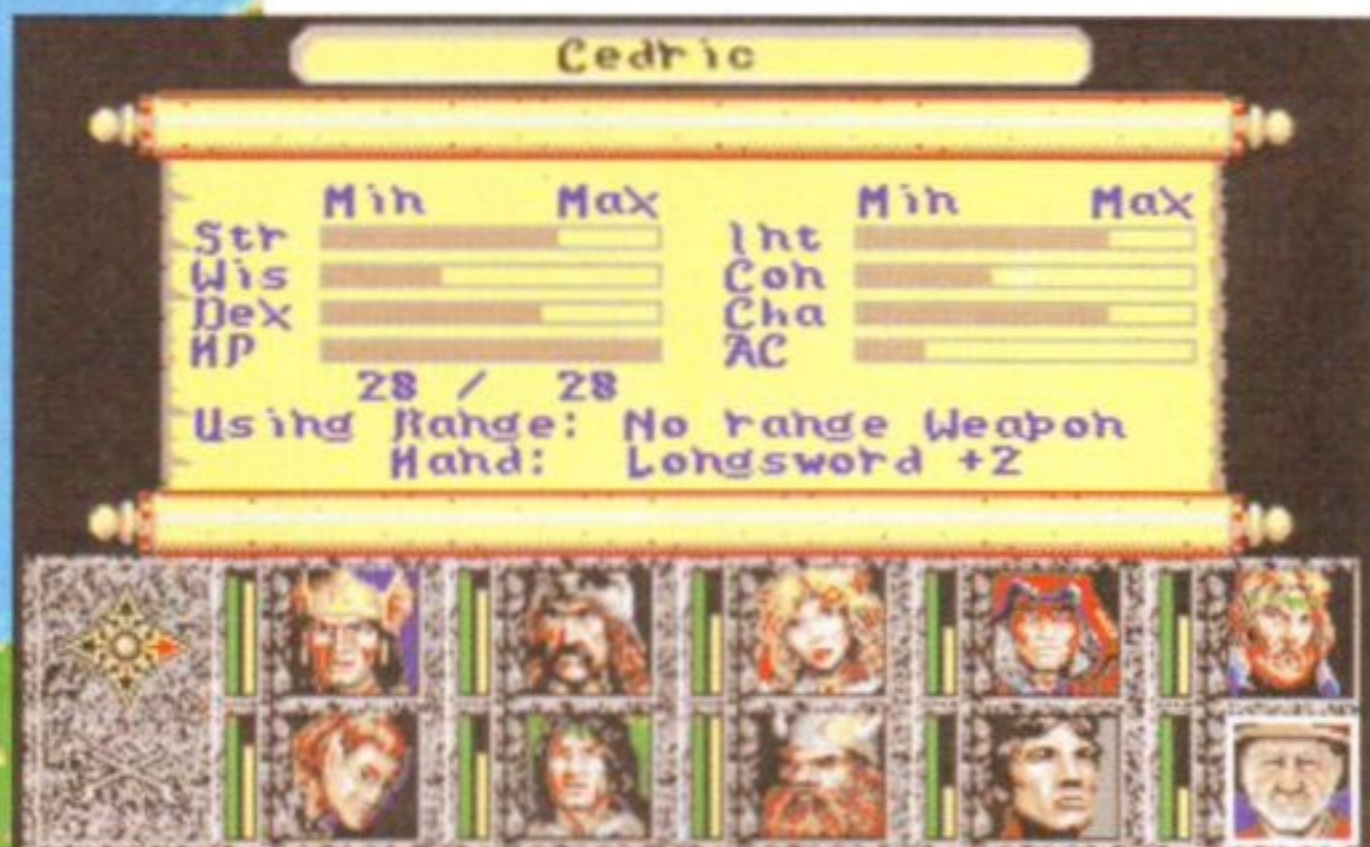 Cedric
Min Max Min Max
Str Int
Wis Con
Dex Cha
HP AC
28 / 28
Using Range: No range Weapon
Hand: Longsword +2